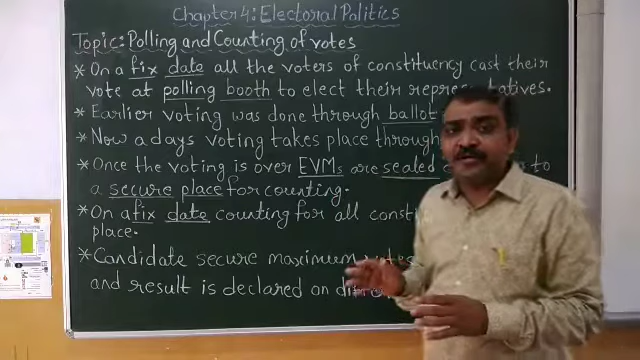 Chapter 4: Electoral Politics
Topic: Polling and Counting of votes
* On a fix date all the voters of constituency cast their
vote at polling booth to elect their representatives.
* Earlier voting was done through ballot
* Now a days voting takes place through
* Once the voting is over EVMs are sealed to
a secure place for counting.
* On a fix date counting for all
place.
* Candidate secure maximum votes
and result is declared on